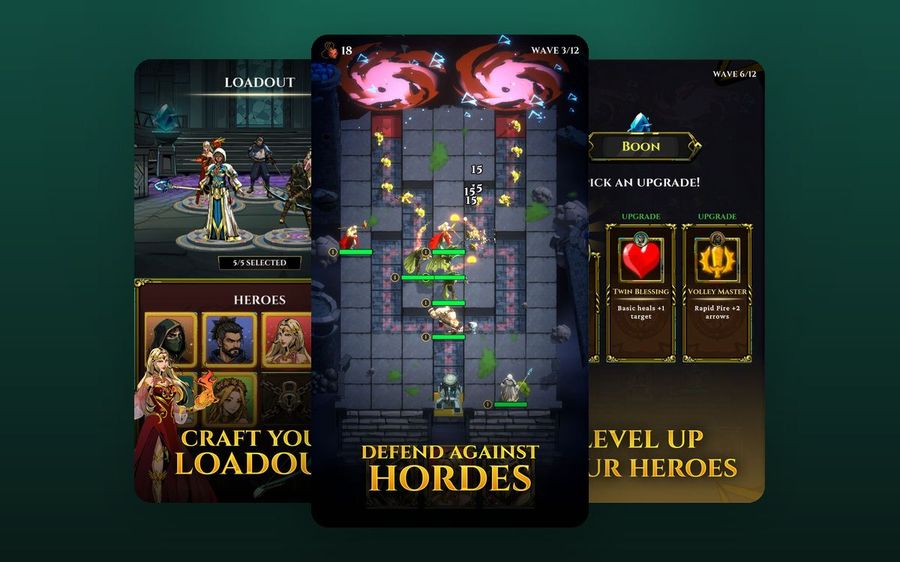 LOADOUT
5/5 SELECTED
HEROES
CRAFT YOU
LOADOU
18
WAVE 3/12
15
15
15
DEFEND AGAINST
HORDES
WAVE 6/12
BOON
PICK AN UPGRADE!
UPGRADE
TWIN BLESSING
Basic heals +1
target
UPGRADE
VOLLEY MASTER
Rapid Fire +2
arrows
LEVEL UP
UR HEROES